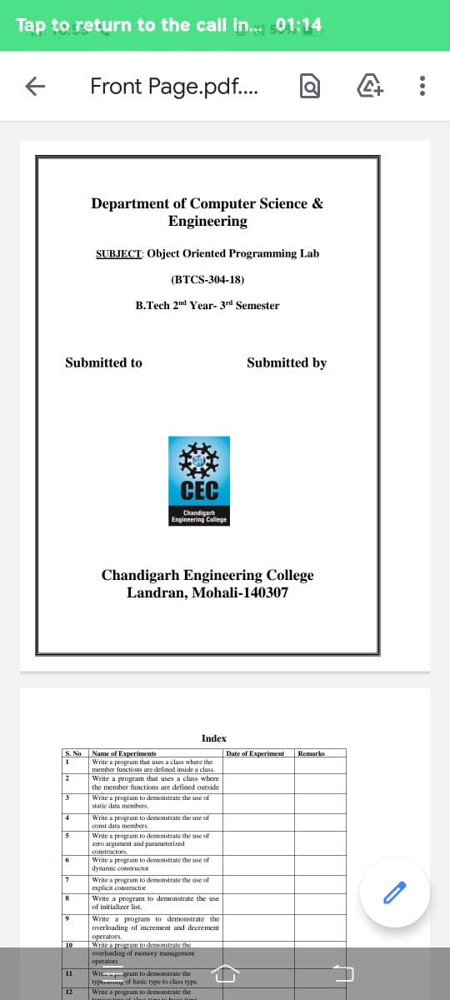 Tap to return to the call in... 01:14
Front Page.pdf....
Department of Computer Science &
Engineering
SUBJECT: Object Oriented Programming Lab
(BTCS-304-18)
B.Tech 2nd Year- 3rd Semester
Submitted to Submitted by
CEC
Chandigarh
Engineering College
Chandigarh Engineering College
Landran, Mohali-140307
Index
S. No Name of Experiments Date of Experiment Remarks
1 Write a program that uses a class where the
member functions are defined inside a class.
2 Write a program that uses a class where
the member functions are defined outside
3 Write a program to demonstrate the use of
static data members.
4 Write a program to demonstrate the use of
const data members.
5 Write a program to demonstrate the use of
zero argument and parameterized
constructors.
6 Write a program to demonstrate the use of
dynamic constructor
7 Write a program to demonstrate the use of
explicit constructor
8 Write a program to demonstrate the use
of initializer list.
9 Write a program to demonstrate the
overloading of increment and decrement
operators.
10 Write a program to demonstrate the
overloading of memory management
operators
11 to demonstrate the
of basic type to class type.
12 Write a program to demonstrate the